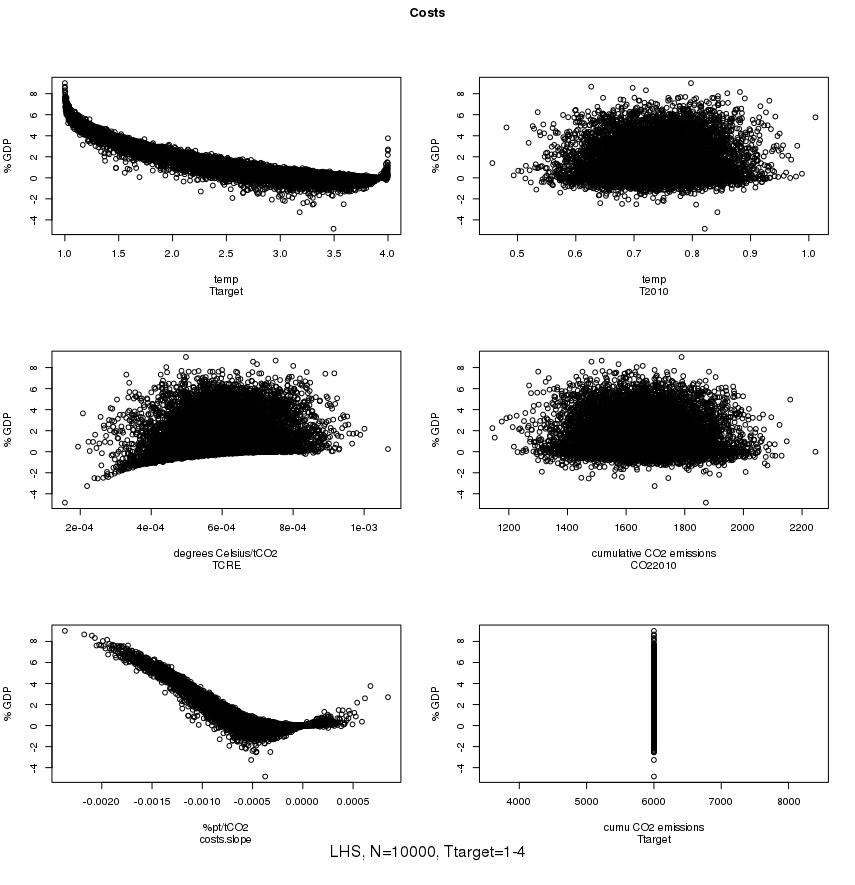 Costs
% GDP
8
6
4
2
0
-2
-4
1.0 1.5 2.0 2.5 3.0 3.5 4.0
temp
Ttarget
% GDP
8
6
4
2
0
-2
-4
0.5 0.6 0.7 0.8 0.9 1.0
temp
T2010
% GDP
8
6
4
2
0
-2
-4
2e-04 4e-04 6e-04 8e-04 1e-03
degrees Celsius/tCO2
TCRE
% GDP
8
6
4
2
0
-2
-4
1200 1400 1600 1800 2000 2200
cumulative CO2 emissions
CO22010
% GDP
8
6
4
2
0
-2
-4
-0.0020 -0.0015 -0.0010 -0.0005 0.0000 0.0005
%pt/tCO2
costs.slope
% GDP
8
6
4
2
0
-2
-4
4000 5000 6000 7000 8000
cumu CO2 emissions
Ttarget
LHS, N=10000, Ttarget=1-4